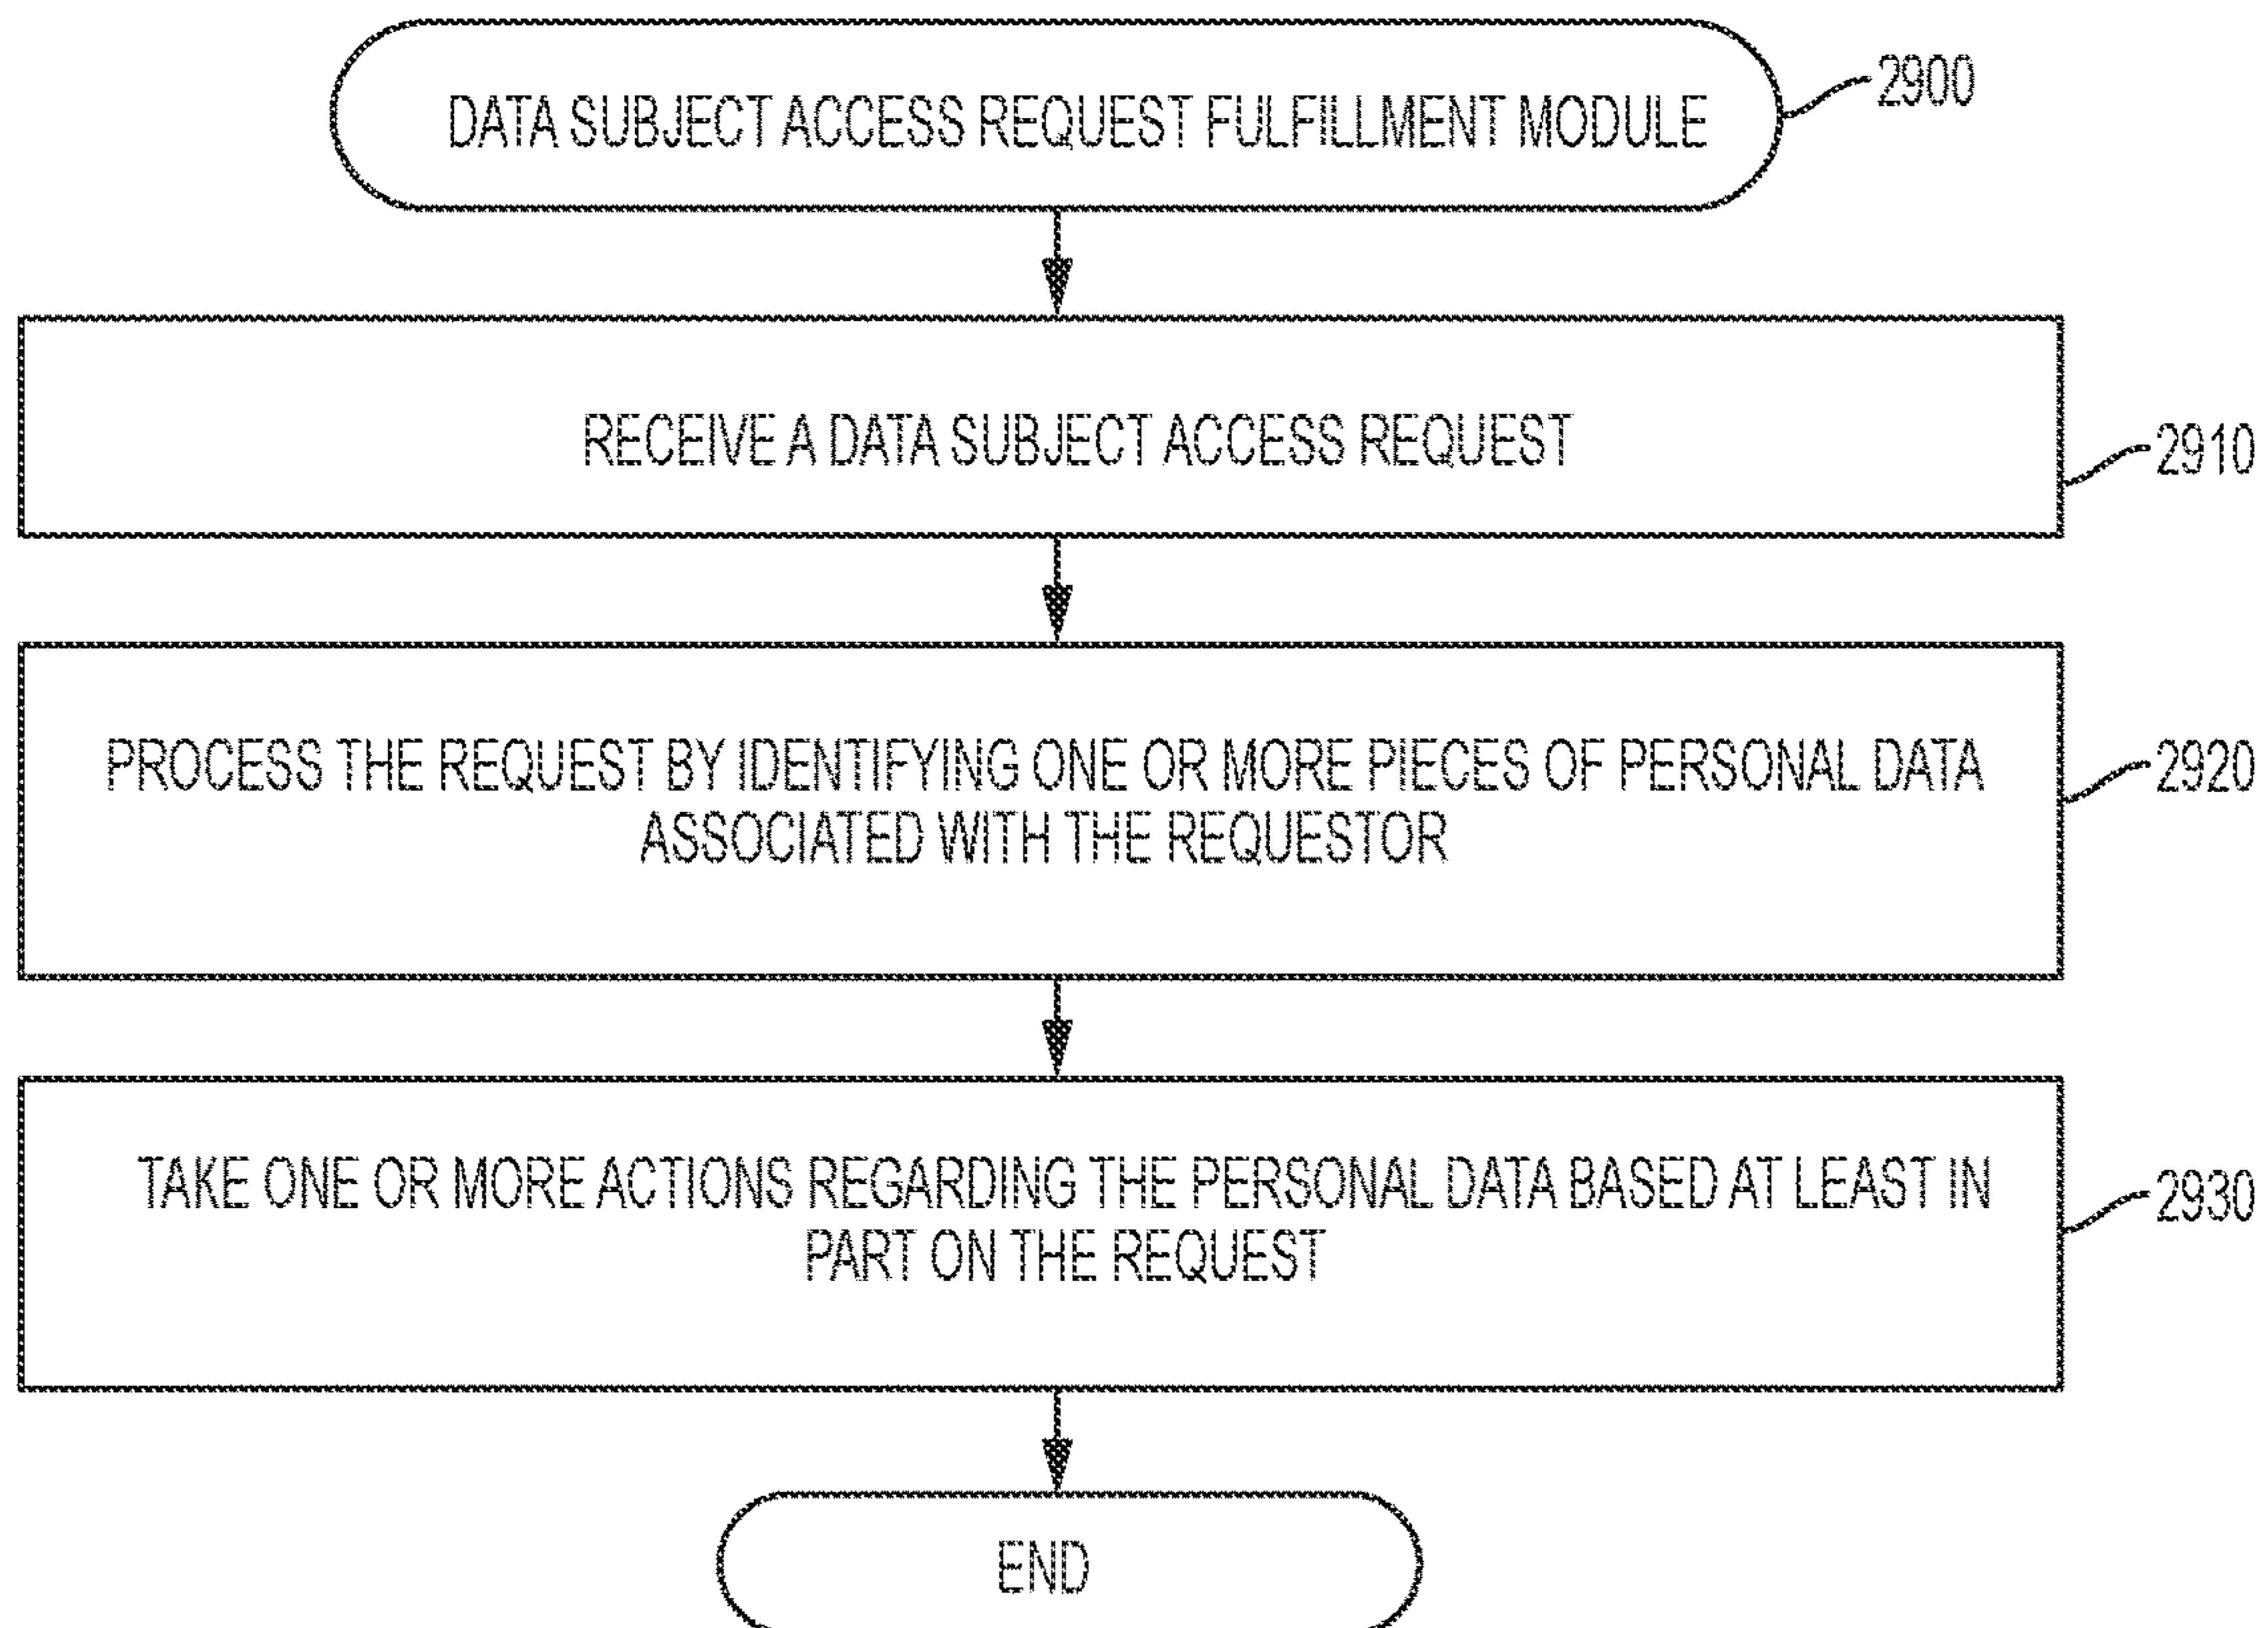 DATA SUBJECT ACCESS REQUEST FULFILLMENT MODULE
2900
RECEIVE A DATA SUBJECT ACCESS REQUEST
2910
PROCESS THE REQUEST BY IDENTIFYING ONE OR MORE PIECES OF PERSONAL DATA
ASSOCIATED WITH THE REQUESTOR
2920
TAKE ONE OR MORE ACTIONS REGARDING THE PERSONAL DATA BASED AT LEAST IN
PART ON THE REQUEST
2930
END